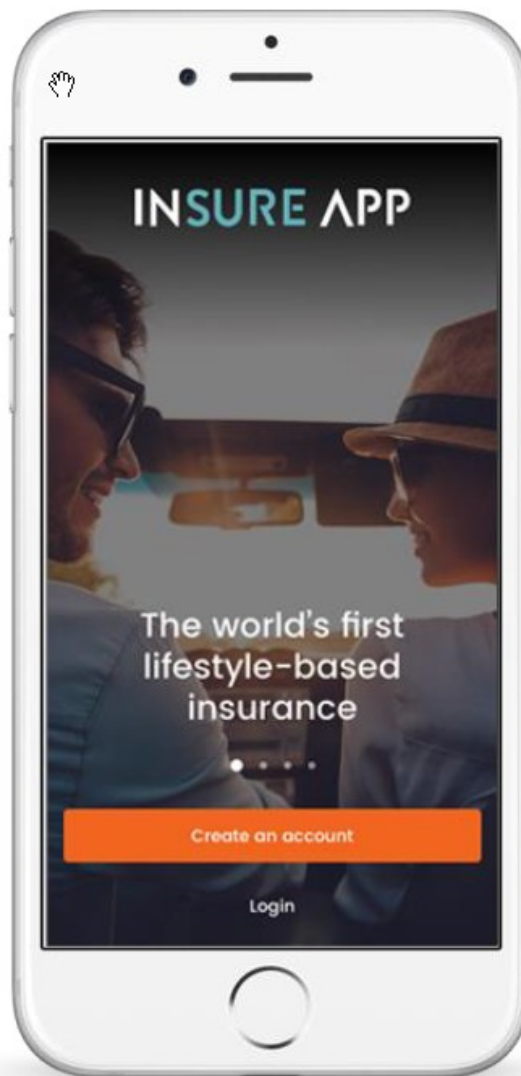 INSURE APP
The world's first
lifestyle-based
insurance
Create an account
Login